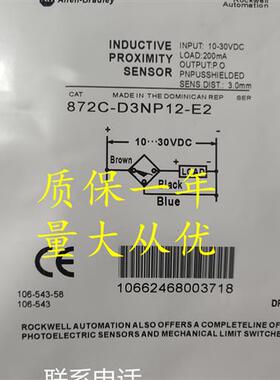 Allen-Bradley
Rockwell
Automation
INDUCTIVE
PROXIMITY
SENSOR
INPUT: 10-30VDC
LOAD:200mA
OUTPUT:P.O
PNPUSSHIELDED
SENS.DIST: 3.0mm
CAT
MADE IN THE DOMINICAN REP
SER
872C-D3NP12-E2
10···30VDC
Brown
LOAD
Black
Blue
质保一年
量大从优
CE
10662468003718
106-543-58
106-543
ROCKWELL AUTOMATION ALSO OFFERS A COMPLETELINE OF
PHOTOELECTRIC SENSORS AND MECHANICAL LIMIT SWITCH
联系电话